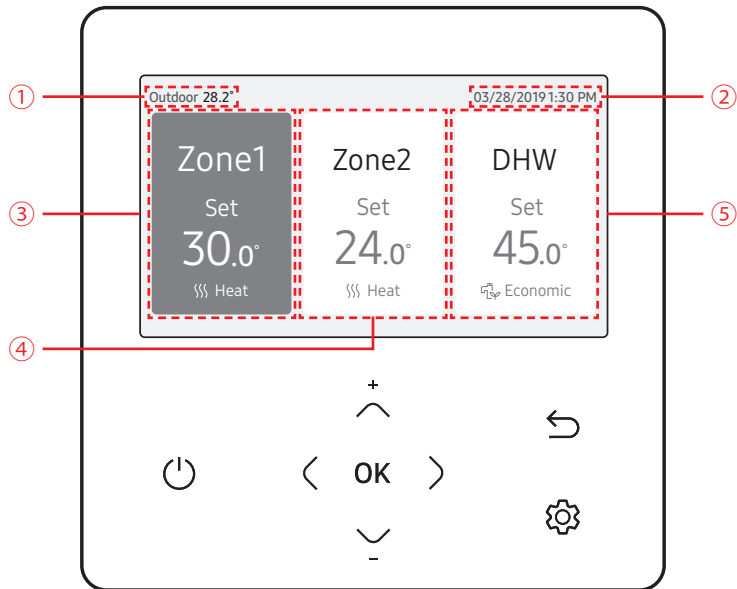 ① Outdoor 28.2° 03/28/2019 1:30 PM ②
Zone1 Zone2 DHW
③ Set Set Set ⑤
30.0° 24.0° 45.0°
Heat Heat Economic
④
+
OK
-